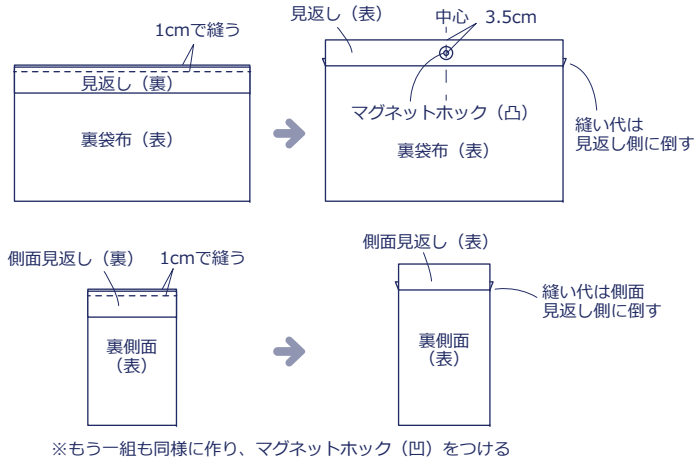 1cmで縫う
見返し（裏）
裏袋布（表）
見返し（表）
中心
3.5cm
マグネットホック（凸）
裏袋布（表）
縫い代は
見返し側に倒す
側面見返し（裏）
1cmで縫う
裏側面
（表）
側面見返し（表）
裏側面
（表）
縫い代は側面
見返し側に倒す
※もう一組も同様に作り、マグネットホック（凹）をつける